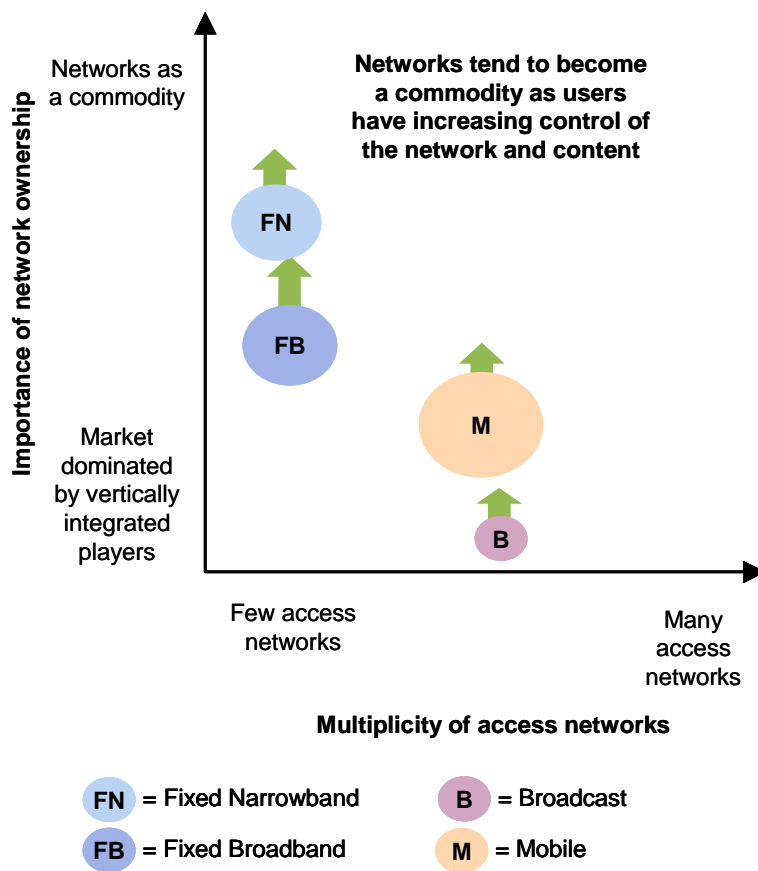 Networks as
a commodity
Networks tend to become
a commodity as users
have increasing control of
the network and content
Importance of network ownership
FN
FB
M
B
Market
dominated
by vertically
integrated
players
Few access
networks
Many
access
networks
Multiplicity of access networks
FN = Fixed Narrowband
B = Broadcast
FB = Fixed Broadband
M = Mobile